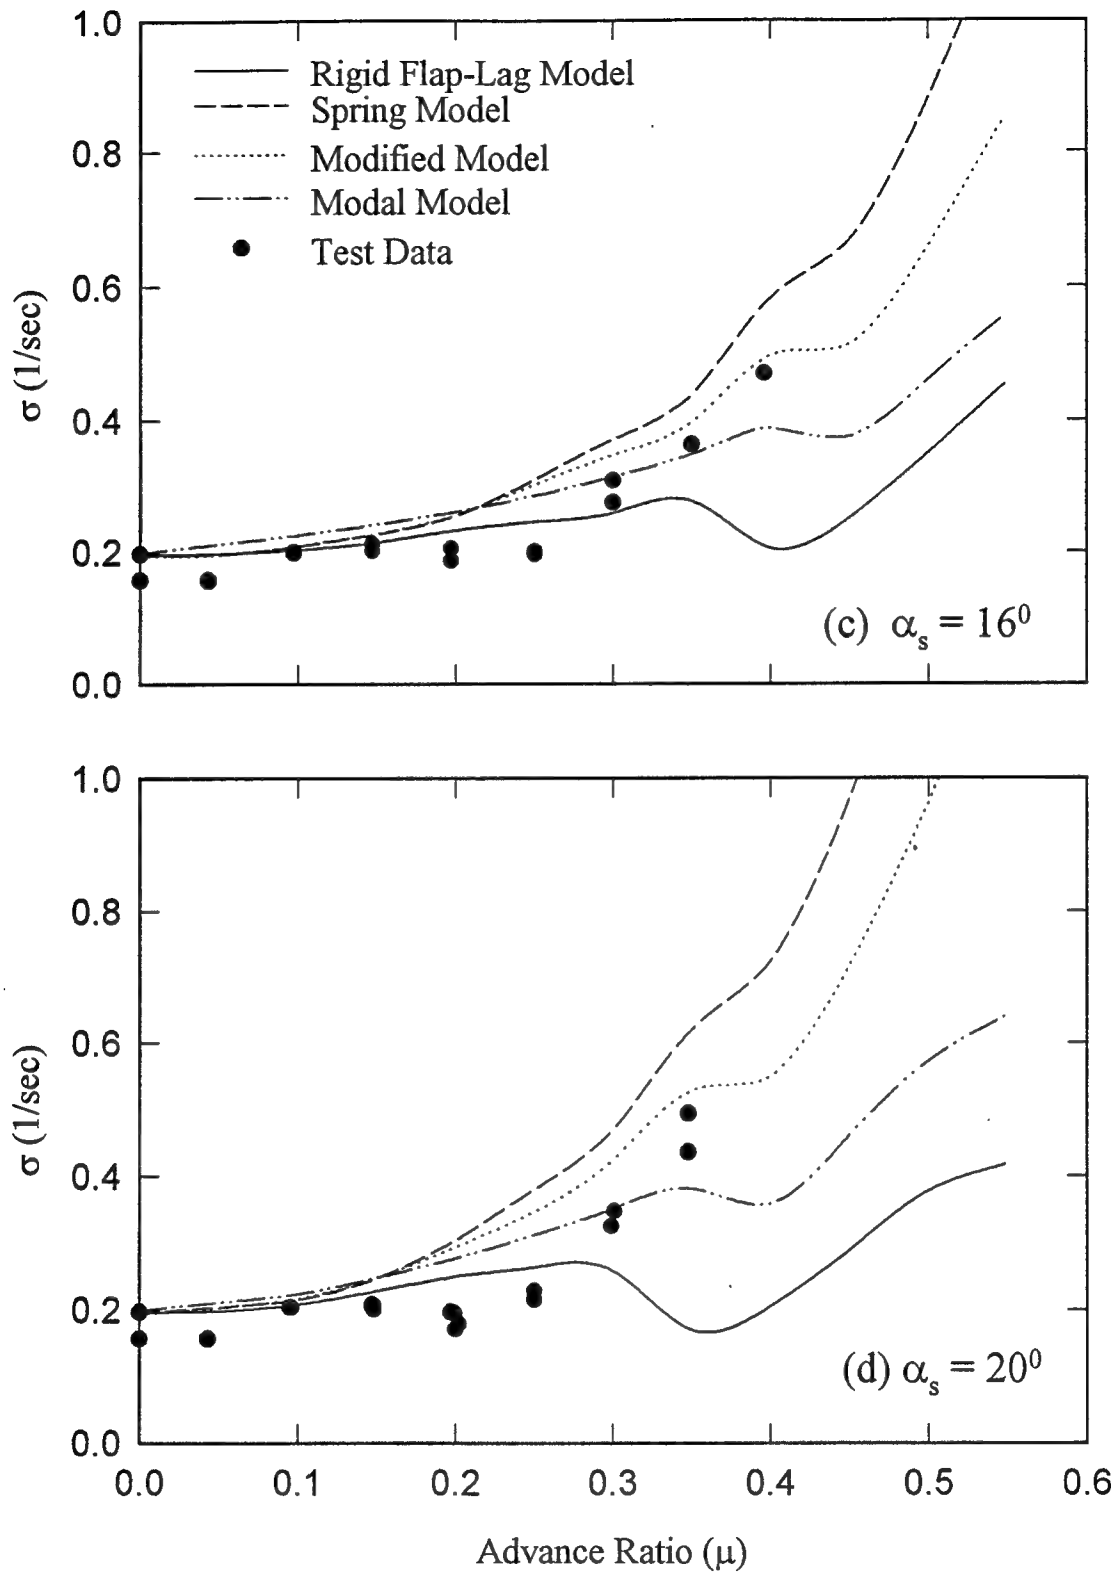 1.0
Rigid Flap-Lag Model
Spring Model
0.8
Modified Model
Modal Model
Test Data
0.6
σ (1/sec)
0.4
0.2
(c) αₛ = 16⁰
0.0
1.0
0.8
0.6
σ (1/sec)
0.4
0.2
(d) αₛ = 20⁰
0.0
0.0 0.1 0.2 0.3 0.4 0.5 0.6
Advance Ratio (μ)